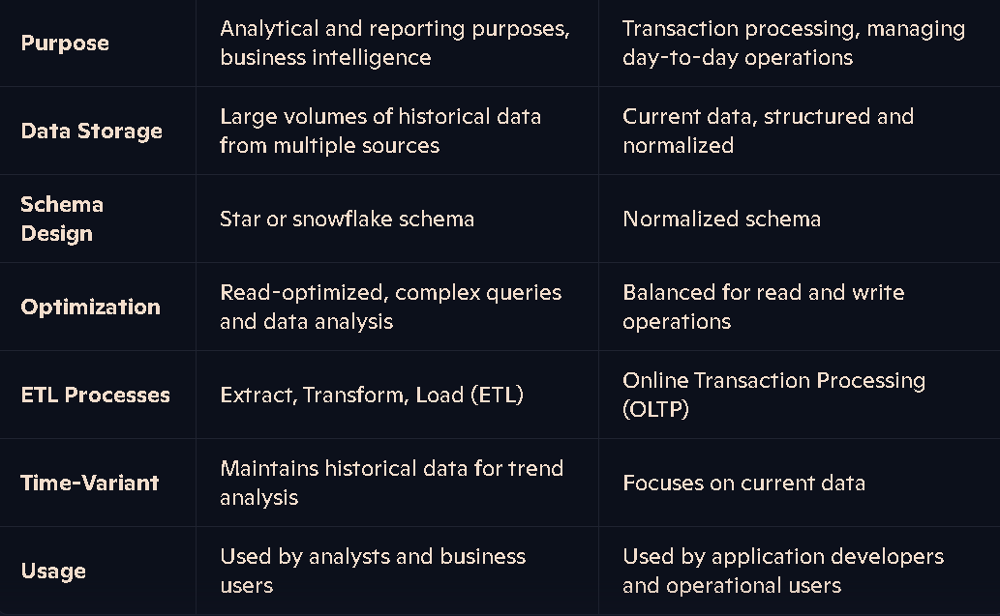 Purpose
Analytical and reporting purposes,
business intelligence
Transaction processing, managing
day-to-day operations
Data Storage
Large volumes of historical data
from multiple sources
Current data, structured and
normalized
Schema
Design
Star or snowflake schema
Normalized schema
Optimization
Read-optimized, complex queries
and data analysis
Balanced for read and write
operations
ETL Processes
Extract, Transform, Load (ETL)
Online Transaction Processing
(OLTP)
Time-Variant
Maintains historical data for trend
analysis
Focuses on current data
Usage
Used by analysts and business
users
Used by application developers
and operational users